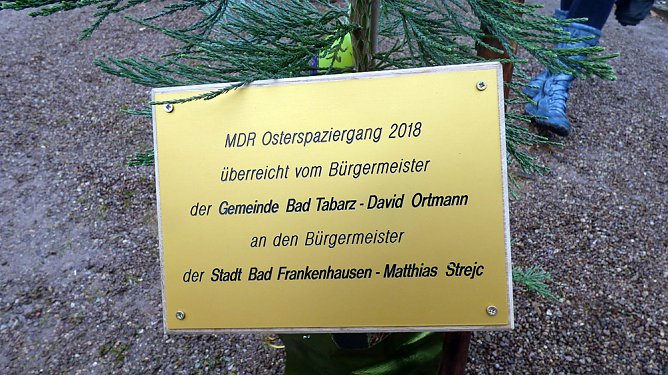 MDR Osterspaziergang 2018
überreicht vom Bürgermeister
der Gemeinde Bad Tabarz - David Ortmann
an den Bürgermeister
der Stadt Bad Frankenhausen - Matthias Strejc